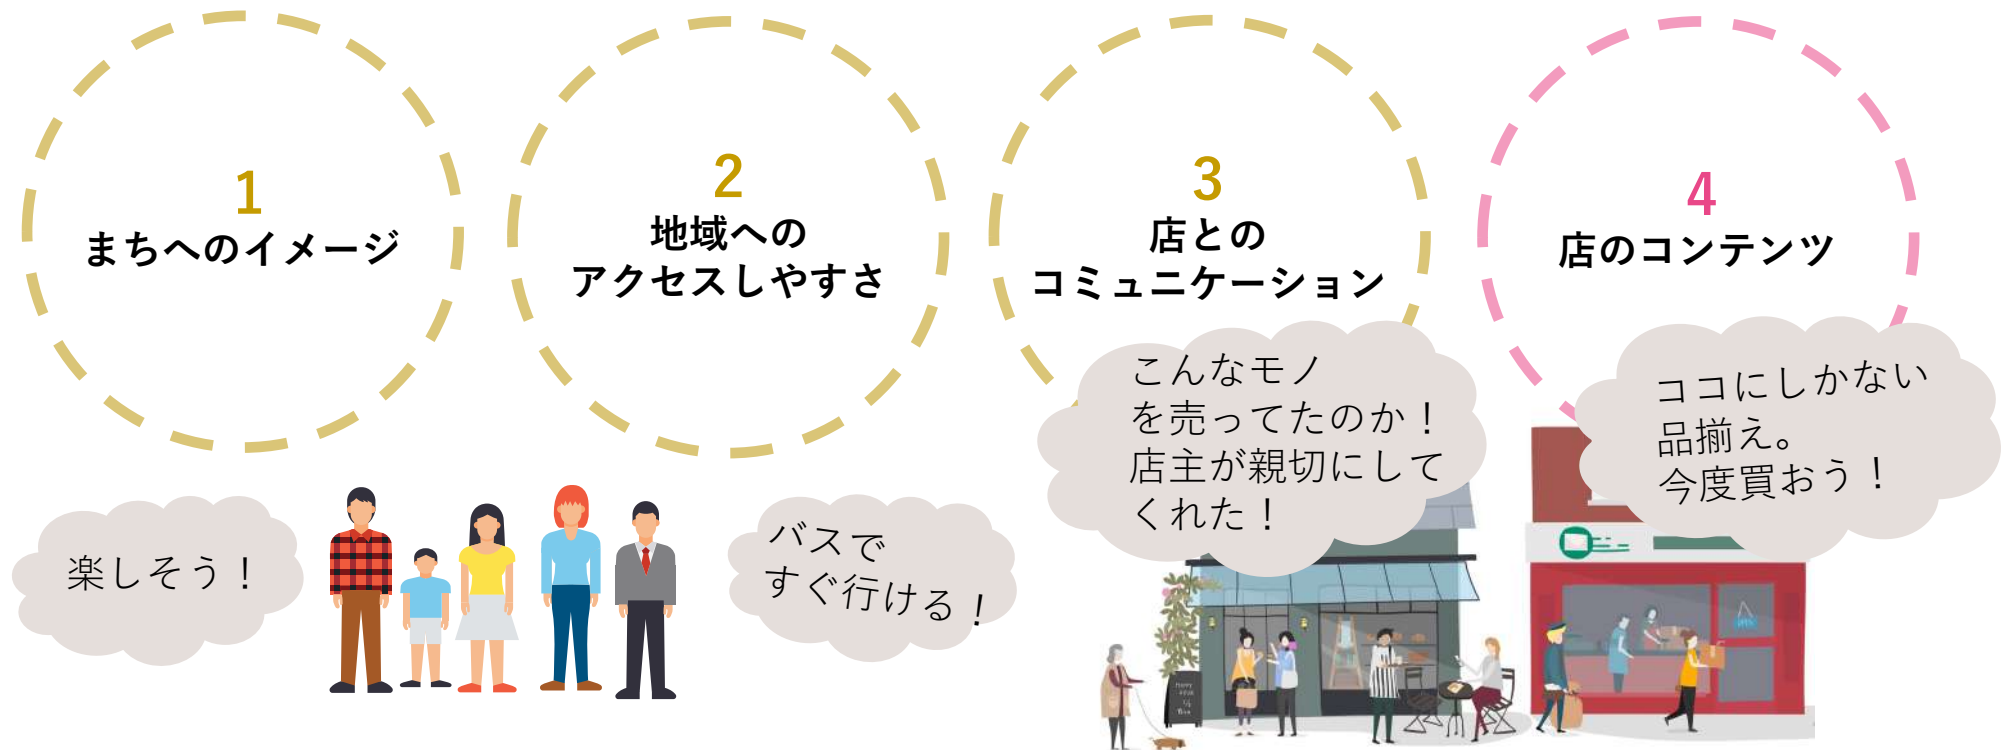 1
まちへのイメージ
2
地域への
アクセスしやすさ
3
店との
コミュニケーション
4
店のコンテンツ
楽しそう！
バスで
すぐ行ける！
こんなモノ
を売ってたのか！
店主が親切にして
くれた！
ココにしかない
品揃え。
今度買おう！